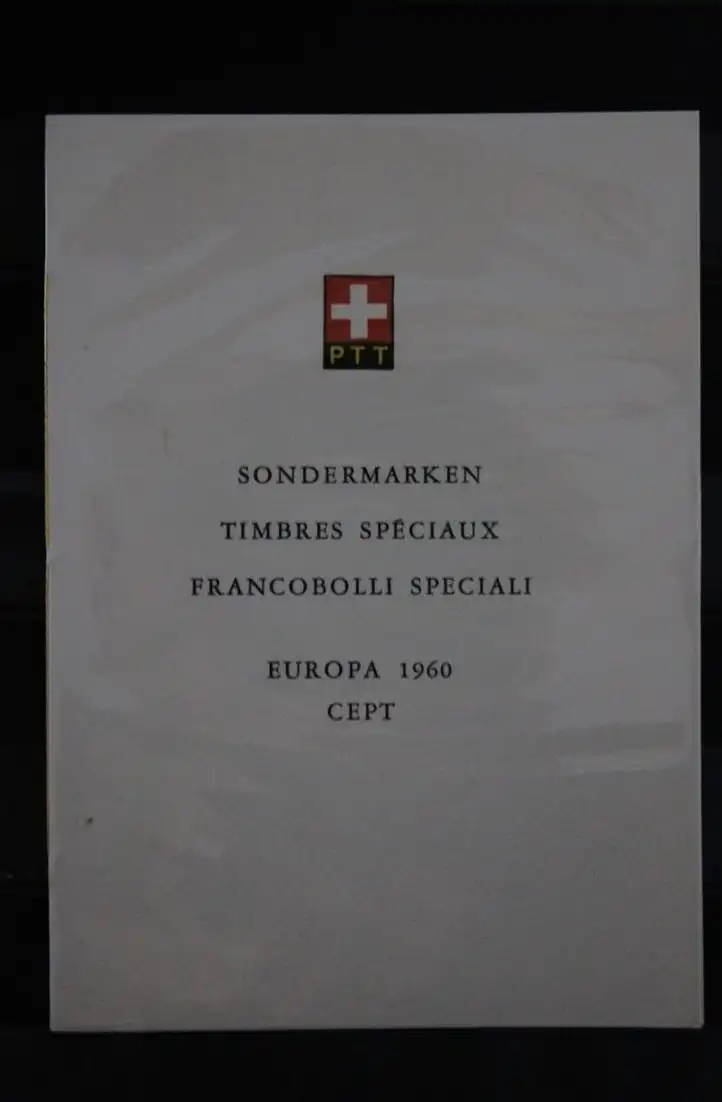 PTT
SONDERMARKEN
TIMBRES SPÉCIAUX
FRANCOBOLLI SPECIALI
EUROPA 1960
CEPT